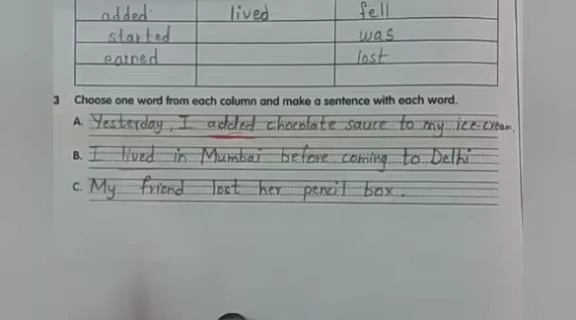 added lived fell
started was
earned lost
3 Choose one word from each column and make a sentence with each word.
A. Yesterday, I added chocolate sauce to my ice-cream,
B. I lived in Mumbai before coming to Delhi
C. My friend lost her pencil box.